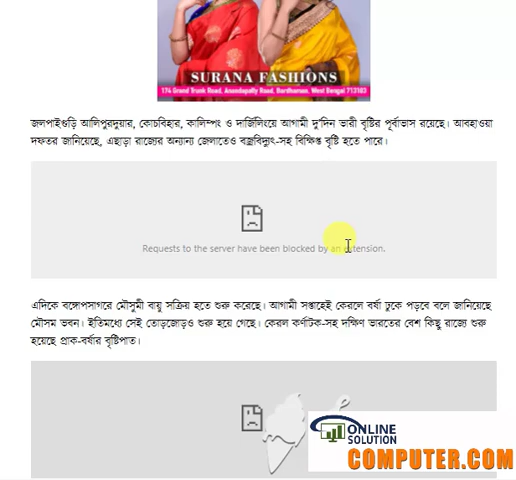 SURANA FASHIONS
174 Grand Trunk Road, Anandapally Road, Bardhaman, West Bengal 713103
জলপাইগুড়ি আলিপুরদুয়ার, কোচবিহার, কালিম্পং ও দার্জিলিংয়ে আগামী দু'দিন ভারী বৃষ্টির পূর্বাভাস রয়েছে। আবহাওয়া
দফতর জানিয়েছে, এছাড়া রাজ্যের অন্যান্য জেলাতেও বজ্রবিদ্যুৎ-সহ বিক্ষিপ্ত বৃষ্টি হতে পারে।
Requests to the server have been blocked by an extension.
এদিকে বঙ্গোপসাগরে মৌসুমী বায়ু সক্রিয় হতে শুরু করেছে। আগামী সপ্তাহেই কেরলে বর্ষা ঢুকে পড়বে বলে জানিয়েছে
মৌসম ভবন। ইতিমধ্যে সেই তোড়জোড়ও শুরু হয়ে গেছে। কেরল কর্ণাটক-সহ দক্ষিণ ভারতের বেশ কিছু রাজ্যে শুরু
হয়েছে প্রাক-বর্ষার বৃষ্টিপাত।
ONLINE
SOLUTION
COMPUTER.COM